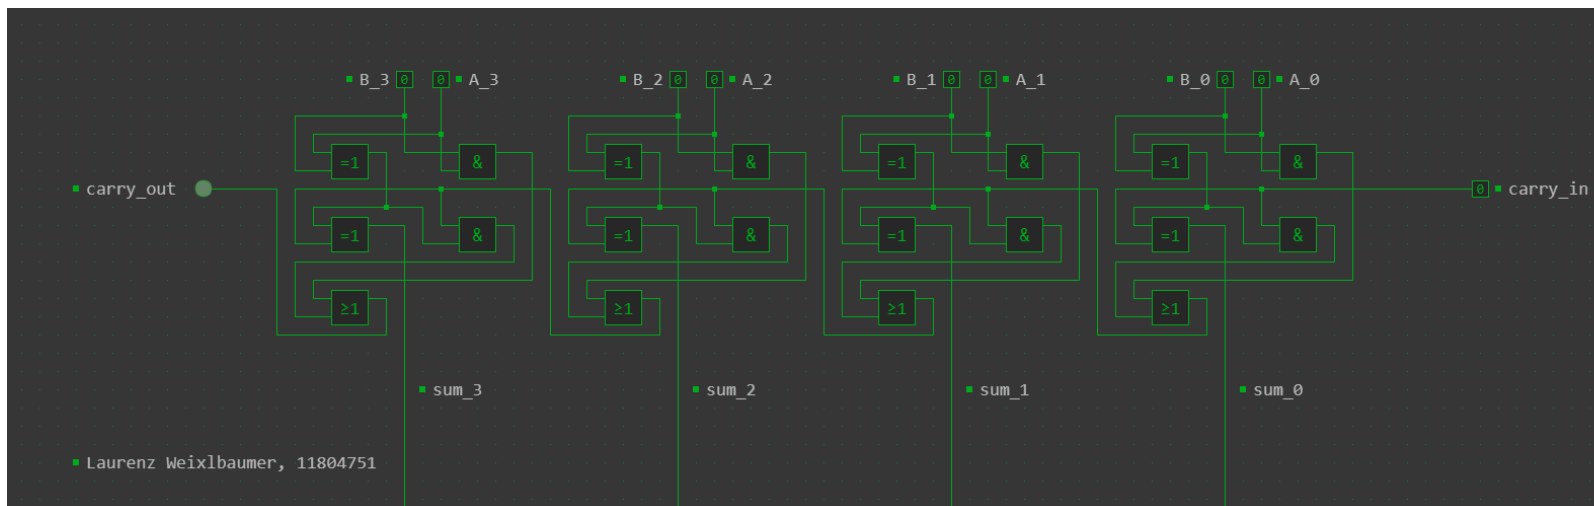 B_3 0 0 A_3 B_2 0 0 A_2 B_1 0 0 A_1 B_0 0 0 A_0
=1 & =1 & =1 & =1 &
carry_out 0 carry_in
=1 & =1 & =1 & =1 &
≥1 ≥1 ≥1 ≥1
sum_3 sum_2 sum_1 sum_0
Laurenz Weixlbaumer, 11804751